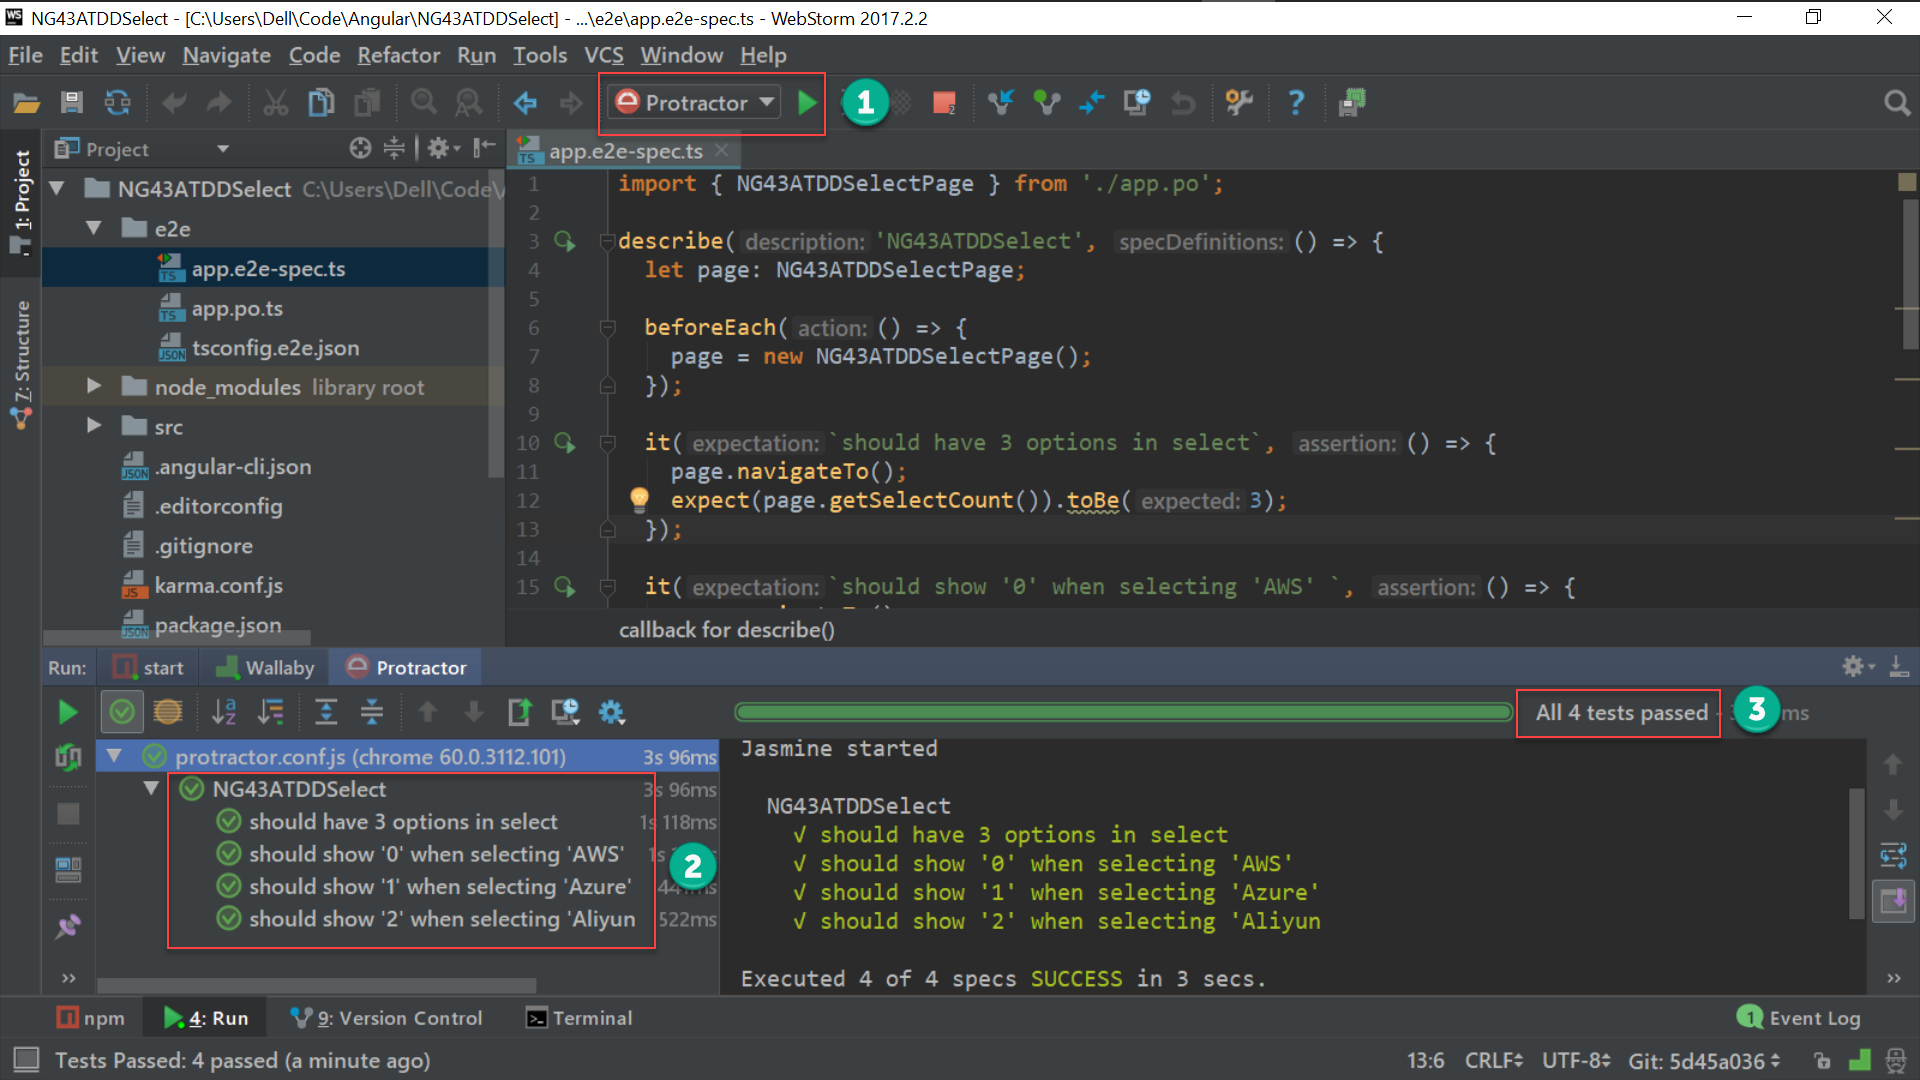 NG43ATDDSelect - [C:\Users\Dell\Code\Angular\NG43ATDDSelect] - ...\e2e\app.e2e-spec.ts - WebStorm 2017.2.2
File Edit View Navigate Code Refactor Run Tools VCS Window Help
Protractor 1
Project
app.e2e-spec.ts
1: Project
7: Structure
NG43ATDDSelect C:\Users\Dell\Code\
e2e
app.e2e-spec.ts
app.po.ts
tsconfig.e2e.json
node_modules library root
src
.angular-cli.json
.editorconfig
.gitignore
karma.conf.js
package.json
1 import { NG43ATDDSelectPage } from './app.po';
2
3 describe( description: 'NG43ATDDSelect', specDefinitions: () => {
4 let page: NG43ATDDSelectPage;
5
6 beforeEach( action: () => {
7 page = new NG43ATDDSelectPage();
8 });
9
10 it( expectation: `should have 3 options in select`, assertion: () => {
11 page.navigateTo();
12 expect(page.getSelectCount()).toBe( expected: 3);
13 });
14
15 it( expectation: `should show '0' when selecting 'AWS' `, assertion: () => {
callback for describe()
Run: start Wallaby Protractor
All 4 tests passed - 3 ms
protractor.conf.js (chrome 60.0.3112.101) 3s 96ms
NG43ATDDSelect 3s 96ms
should have 3 options in select 1s 118ms
should show '0' when selecting 'AWS' 1s
should show '1' when selecting 'Azure'
should show '2' when selecting 'Aliyun 522ms
2
Jasmine started
NG43ATDDSelect
√ should have 3 options in select
√ should show '0' when selecting 'AWS'
√ should show '1' when selecting 'Azure'
√ should show '2' when selecting 'Aliyun
Executed 4 of 4 specs SUCCESS in 3 secs.
npm 4: Run 9: Version Control Terminal 1 Event Log
Tests Passed: 4 passed (a minute ago) 13:6 CRLF UTF-8 Git: 5d45a036